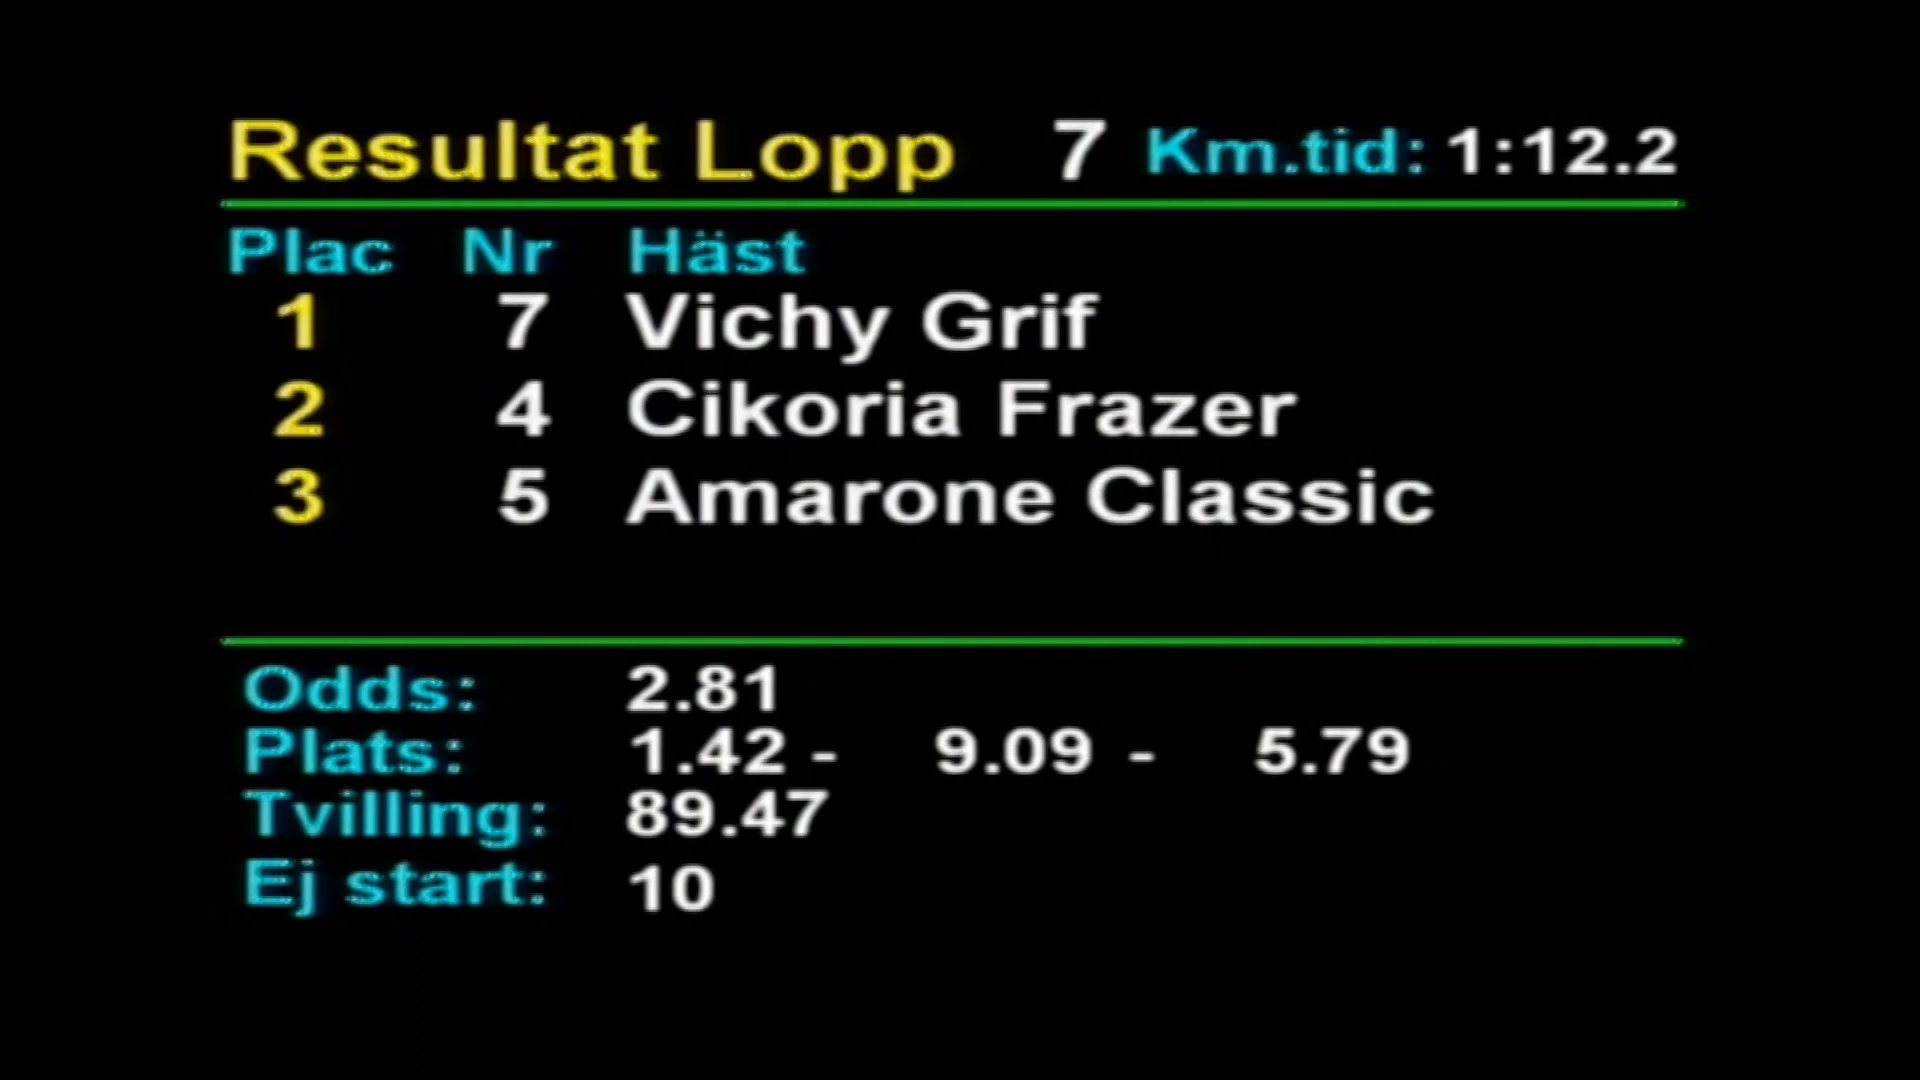 Resultat Lopp 7 Km.tid: 1:12.2
Plac Nr Häst
1 7 Vichy Grif
2 4 Cikoria Frazer
3 5 Amarone Classic
Odds: 2.81
Plats: 1.42 - 9.09 - 5.79
Tvilling: 89.47
Ej start: 10